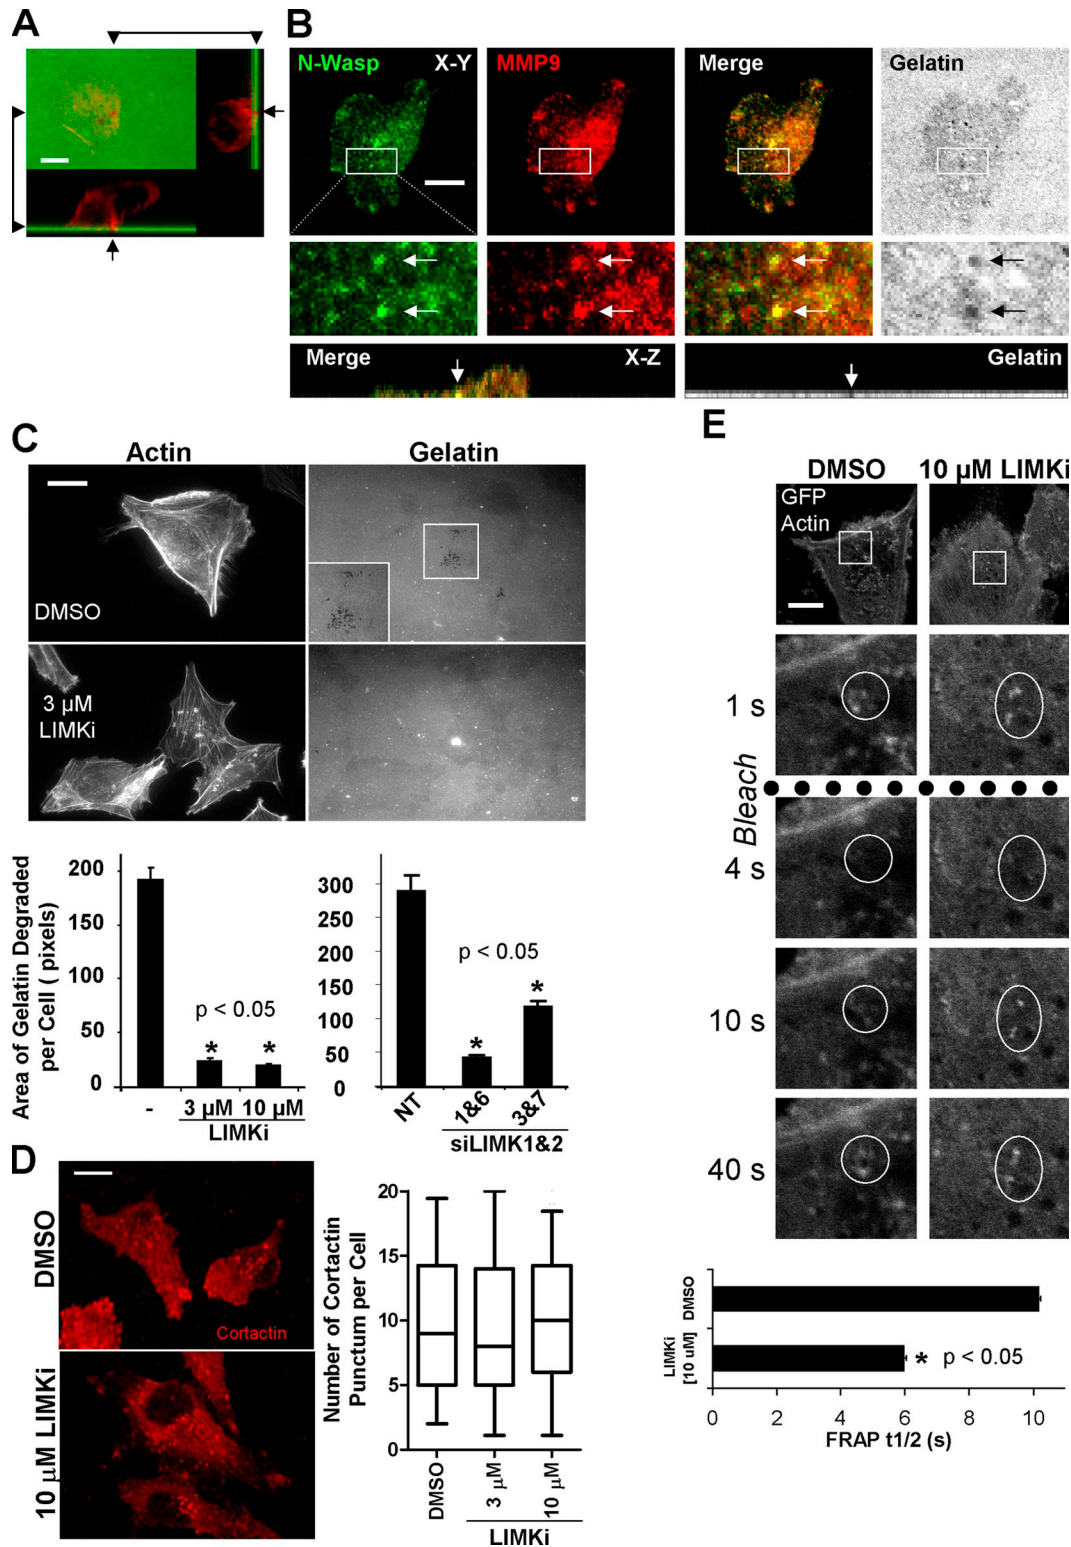 A
B
N-Wasp X-Y
MMP9
Merge
Gelatin
Merge X-Z
Gelatin
C
Actin
Gelatin
DMSO
3 µM
LIMKi
Area of Gelatin Degraded
per Cell ( pixels)
200
150
100
50
0
p < 0.05
* *
- 3 µM 10 µM
LIMKi
300
250
200
150
100
50
0
p < 0.05
*
*
NT 1&6 3&7
siLIMK1&2
D
DMSO
Cortactin
10 µM LIMKi
Number of Cortactin
Punctum per Cell
20
15
10
5
0
DMSO 3 µM 10 µM
LIMKi
E
DMSO 10 µM LIMKi
GFP
Actin
1 s
Bleach
4 s
10 s
40 s
DMSO
LIMKi
[10 uM]
* p < 0.05
0 2 4 6 8 10
FRAP t1/2 (s)